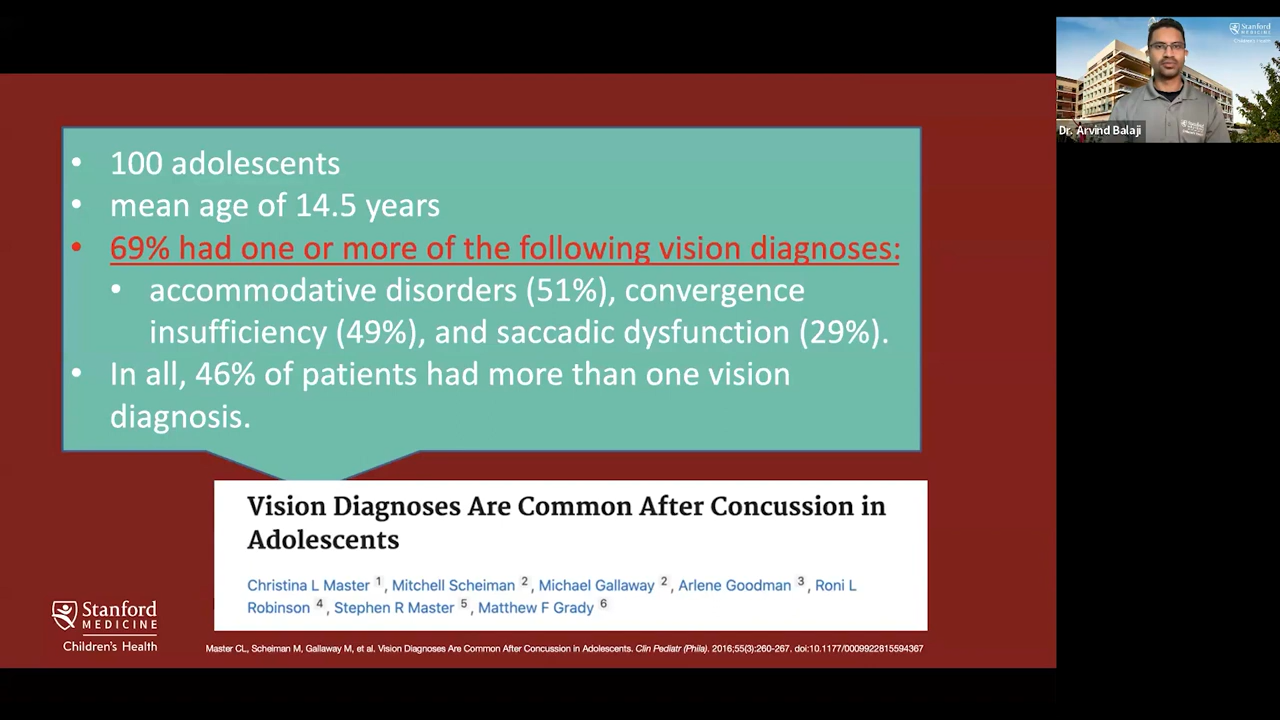 • 100 adolescents
• mean age of 14.5 years
• 69% had one or more of the following vision diagnoses:
• accommodative disorders (51%), convergence
insufficiency (49%), and saccadic dysfunction (29%).
• In all, 46% of patients had more than one vision
diagnosis.
Vision Diagnoses Are Common After Concussion in
Adolescents
Christina L Master 1, Mitchell Scheiman 2, Michael Gallaway 2, Arlene Goodman 3, Roni L
Robinson 4, Stephen R Master 5, Matthew F Grady 6
Stanford
MEDICINE
Children's Health
Master CL, Scheiman M, Gallaway M, et al. Vision Diagnoses Are Common After Concussion in Adolescents. Clin Pediatr (Phila). 2016;55(3):260-267. doi:10.1177/0009922815594367
Stanford
MEDICINE
Children's Health
Dr. Arvind Balaji
Stanford